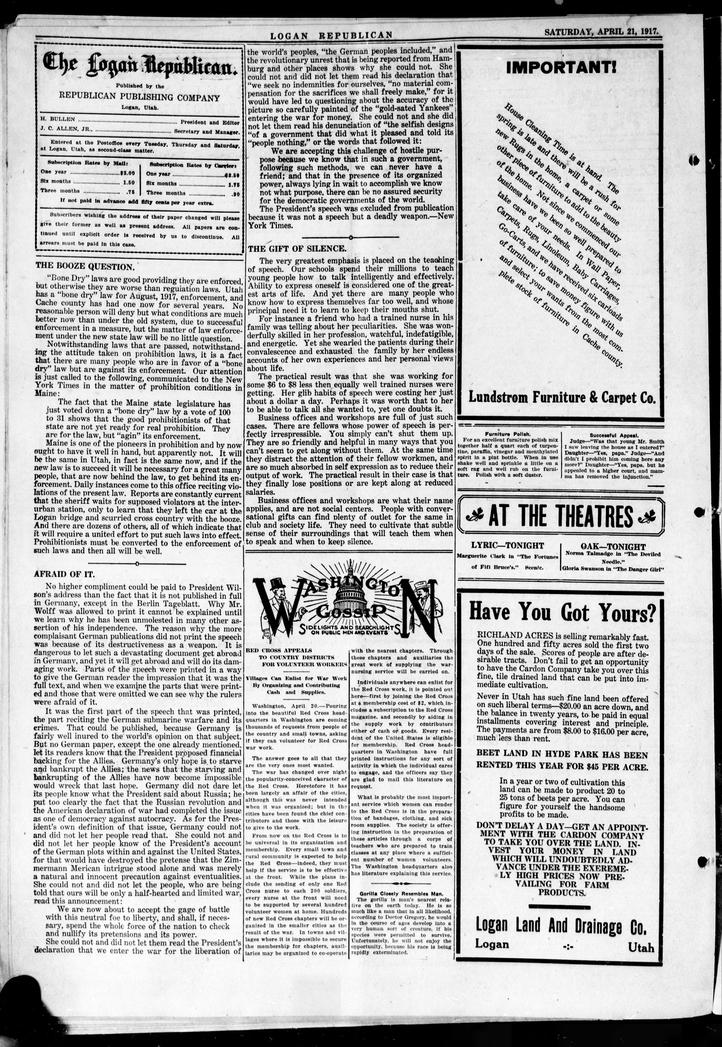 LOGAN REPUBLICAN
SATURDAY, APRIL 21, 1917.
The Logan Republican.
Published by the
REPUBLICAN PUBLISHING COMPANY
Logan, Utah.
H. BULLEN
President and Editor
J. C. ALLEN, JR.
Secretary and Manager.
Entered at the Postoffice every Tuesday, Thursday and Saturday,
at Logan, Utah, as second-class matter.
Subscription Rates by Mail:
One year $3.00
Six months 1.50
Three months .75
Subscription Rates by Carrier:
One year $3.50
Six months 1.75
Three months .90
If not paid in advance add fifty cents per year extra.
Subscribers wishing the address of their paper changed will please
give their former as well as present address. All papers are con-
tinued until explicit order is received by us to discontinue. All
arrears must be paid in this case.
THE BOOZE QUESTION.
"Bone Dry" laws are good providing they are enforced,
but otherwise they are worse than reguiation laws. Utah
has a "bone dry" law for August, 1917, enforcement, and
Cache county has had one now for several years. No
reasonable person will deny but what conditions are much
better now than under the old system, due to successful
enforcement in a measure, but the matter of law enforce-
ment under the new state law will be no little question.
Notwithstanding laws that are passed, notwithstand-
ing the attitude taken on prohibition laws, it is a fact
that there are many people who are in favor of a "bone
dry" law but are against its enforcement. Our attention
is just called to the following, communicated to the New
York Times in the matter of prohibition conditions in
Maine:
The fact that the Maine state legislature has
just voted down a "bone dry" law by a vote of 100
to 31 shows that the good prohibitionists of that
state are not yet ready for real prohibition. They
are for the law, but "agin" its enforcement.
Maine is one of the pioneers in prohibition and by now
ought to have it well in hand, but apparently not. It will
be the same in Utah, in fact is the same now, and if the
new law is to succeed it will be necessary for a great many
people, that are now behind the law, to get behind its en-
forcement. Daily instances come to this office reciting vio-
lations of the present law. Reports are constantly current
that the sheriff waits for supposed violators at the inter-
urban station, only to learn that they left the car at the
Logan bridge and scurried cross country with the booze.
And there are dozens of others, all of which indicate that
it will require a united effort to put such laws into effect.
Prohibitionists must be converted to the enforcement of
such laws and then all will be well.
AFRAID OF IT.
No higher compliment could be paid to President Wil-
son's address than the fact that it is not published in full
in Germany, except in the Berlin Tageblatt. Why Mr.
Wolff was allowed to print it cannot be explained until
we learn why he has been unmolested in many other as-
sertion of his independence. The reason why the more
complaisant German publications did not print the speech
was because of its destructiveness as a weapon. It is
dangerous to let such a devastating document get abroad
in Germany, and yet it will get abroad and will do its dam-
aging work. Parts of the speech were printed in a way
to give the German reader the impression that it was the
full text, and when we examine the parts that were print-
ed and those that were omitted we can see why the rulers
were afraid of it.
It was the first part of the speech that was printed,
the part reciting the German submarine warfare and its
crimes. That could be published, because Germany is
fairly well inured to the world's opinion on that subject.
But no German paper, except the one already mentioned,
let its readers know that the President proposed financial
backing for the Allies. Germany's only hope is to starve
and bankrupt the Allies; the news that the starving and
bankrupting of the Allies have now become impossible
would wreck that last hope. Germany did not dare let
its people know what the President said about Russia; he
put too clearly the fact that the Russian revolution and
the American declaration of war had completed the issue
as one of democracy against autocracy. As for the Pres-
ident's own definition of that issue, Germany could not
and did not let her people read that. She could not and
did not let her people know of the President's account
of the German plots within and against the United States,
for that would have destroyed the pretense that the Zim-
mermann Merican intrigue stood alone and was merely
a natural and innocent precaution against eventualities.
She could not and did not let the people, who are being
told that ours will be only a half-hearted and limited war,
read this announcement:
We are now about to accept the gage of battle
with this neutral foe to liberty, and shall, if neces-
sary, spend the whole force of the nation to check
and nullify its pretensions and its power.
She could not and did not let them read the President's
declaration that we enter the war for the liberation of
the world's peoples, "the German peoples included," and
the revolutionary unrest that is being reported from Ham-
burg and other places shows why she could not. She
could not and did not let them read his declaration that
"we seek no indemnities for ourselves, "no material com-
pensation for the sacrifices we shall freely make," for it
would have led to questioning about the accuracy of the
picture so carfully painted of the "gold-sated Yankees"
entering the war for money. She could not and she did
not let them read his denunciation of "the selfish designs
"of a government that did what it pleased and told its
"people nothing," or the words that followed it:
We are accepting this challenge of hostile pur-
pose because we know that in such a government,
following such methods, we can never have a
friend; and that in the presence of its organized
power, always lying in wait to accomplish we know
not what purpose, there can be no assured security
for the democratic governments of the world.
The President's speech was excluded from publication
because it was not a speech but a deadly weapon.—New
York Times.
THE GIFT OF SILENCE.
The very greatest emphasis is placed on the teaching
of speech. Our schools spend their millions to teach
young people how to talk intelligently and effectively.
Ability to express oneself is considered one of the great-
est arts of life. And yet there are many people who
know how to express themselves far too well, and whose
principal need it to learn to keep their mouths shut.
For instance a friend who had a trained nurse in his
family was telling about her peculiarities. She was won-
derfully skilled in her profession, watchful, indefatigible,
and energetic. Yet she wearied the patients during their
convalescence and exhausted the family by her endless
accounts of her own experiences and her personal views
about life.
The practical result was that she was working for
some $6 to $8 less then equally well trained nurses were
getting. Her glib habits of speech were costing her just
about a dollar a day. Perhaps it was worth that to her
to be able to talk all she wanted to, yet one doubts it.
Business offices and workshops are full of just such
cases. There are fellows whose power of speech is per-
fectly irrepressible. You simply can't shut them up.
They are so friendly and helpful in many ways that you
can't seem to get along without them. At the same time
they distract the attention of their fellow workmen, and
are so much absorbed in self expression as to reduce their
output of work. The practical result in their case is that
they finally lose positions or are kept along at reduced
salaries.
Business offices and workshops are what their name
applies, and are not social centers. People with conver-
sational gifts can find plenty of outlet for the same in
club and society life. They need to cultivate that subtle
sense of their surroundings that will teach them when
to speak and when to keep silence.
WASHINGTON
GOSSIP
SIDELIGHTS AND SEARCHLIGHTS
ON PUBLIC MEN AND EVENTS
RED CROSS APPEALS
TO COUNTRY DISTRICTS
FOR VOLUNTEER WORKERS
Villages Can Enlist for War Work
By Organizing and Contributing
Cash and Supplies.
Washington, April 20.—Pouring
into the beautiful Red Cross head-
quarters in Washington are coming
thousands of requests from people of
the country and small towns, asking
if they can volunteer for Red Cross
war work.
The answer goes to all that they
are the very ones most wanted.
The war has changed over night
the popularity-concerned character of
the Red Cross. Heretofore it has
been largely an affair of the cities,
although this was never intended
when it was organized; but in the
cities have been found the chief con-
tributors and those with the leisure
to give to the work.
From now on the Red Cross is to
be universal in its organization and
membership. Every small town and
rural community is expected to help
the Red Cross—indeed, they must
help if the service is to be effective
at the front. While the plans in-
clude the sending of only one Red
Cross nurse to each 200 soldiers,
every nurse at the front will need
to be supported by several hundred
volunteer women at home. Hundreds
of new Red Cross chapters will be or-
ganized in the smaller cities as the
result of the war. In towns and vil-
lages where it is impossible to secure
the membership for chapters, auxil-
iaries may be organized to co-operate
with the nearest chapters. Through
these chapters and auxiliaries the
great work of supplying the war-
nursing service will be carried on.
Individuals anywhere can enlist for
the Red Cross work, it is pointed out
here—first by joining the Red Cross
at a membership cost of $2, which in-
cludes a subscription to the Red Cross
magazine, and secondly by aiding in
the supply work by contributors
either of cash or goods. Every resi-
dent of the United States is eligible
for membership. Red Cross head-
quarters in Washington have full
printed instructions for any sort of
activity in which the individual cares
to engage, and the officers say they
are glad to mail this literature on
request.
What is probably the most import-
ant service which women can render
to the Red Cross is in the prepara-
tion of bandages, clothing, and sick
room supplies. The society is offer-
ing instruction in the preparation of
these articles through a corps of
teachers who are prepared to train
classes at any place where a suffici-
ent number of women volunteers.
The Washington headquarters also
has literature explaining this service.
Gorilla Closely Resembles Man.
The gorilla is man's nearest rela-
tive on the earth today. He is so
much like a man that in all likelihood,
according to Doctor Gregory, he would
in the course of ages develop into a
very human sort of creature, if his
species were permitted to survive.
Unfortunately, he will not enjoy the
opportunity, because his race is being
rapidly exterminated.
IMPORTANT!
House Cleaning Time is at hand. The
spring is late and there will be a rush for
new Rugs in the home, a carpet or some
other piece of furniture to add to the beauty
of the home. Not since we commenced
business have we been so well prepared to
take care of your needs. In Wall Paper,
Carpets, Rugs, Linoleum, Baby Carriages,
Go-Carts, and we have received six carloads
of furniture, to save money figure with us
and select your wants from the most com-
plete stock of furniture in Cache county.
Lundstrom Furniture & Carpet Co.
Furniture Polish.
For an excellent furniture polish mix
together half a quart each of turpen-
tine, paraffin, vinegar and menthylated
spirit in a pint bottle. When in using
shake well and sprinkle a little on a
soft rag and well rub on the furni-
ture. Polish with a soft duster.
Successful Appeal.
Judge—"Was that young Mr. Smith
I saw leaving the house as I entered?"
Daughter—"Yes, papa." Judge—"And
didn't I prohibit him coming here any
more?" Daughter—"Yes, papa, but he
appealed to a higher court, and mam-
ma has removed the injunction."
AT THE THEATRES
LYRIC—TONIGHT
Marguerite Clark in "The Fortunes
of Fifi Bruce's." Scenic.
OAK—TONIGHT
Norma Talmadge in "The Deviled
Needle."
Gloria Swanson in "The Danger Girl"
Have You Got Yours?
RICHLAND ACRES is selling remarkably fast.
One hundred and fifty acres sold the first two
days of the sale. Scores of people are after de-
sirable tracts. Don't fail to get an opportunity
to have the Cardon Company take you over this
fine, tile drained land that can be put into im-
mediate cultivation.
Never in Utah has such fine land been offered
on such liberal terms—$20.00 an acre down, and
the balance in twenty years, to be paid in equal
installments covering interest and principle.
The payments are from $8.00 to $16.00 per acre,
much less than rent.
BEET LAND IN HYDE PARK HAS BEEN
RENTED THIS YEAR FOR $45 PER ACRE.
In a year or two of cultivation this
land can be made to product 20 to
25 tons of beets per acre. You can
figure for yourself the handsome
profits to be made.
DON'T DELAY A DAY—GET AN APPOINT-
MENT WITH THE CARDON COMPANY
TO TAKE YOU OVER THE LAND. IN-
VEST YOUR MONEY IN LAND
WHICH WILL UNDOUBTEDLY AD-
VANCE UNDER THE EXEREME-
LY HIGH PRICES NOW PRE-
VAILING FOR FARM
PRODUCTS.
Logan Land And Drainage Co.
Logan -:- Utah